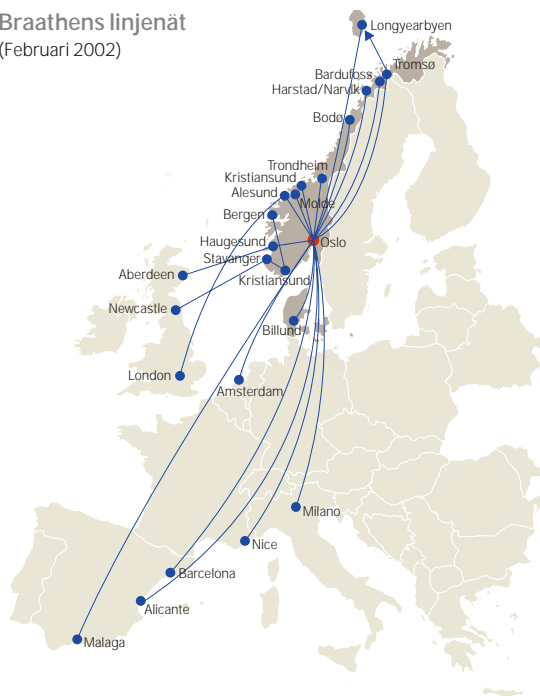 Braathens linjenät
(Februari 2002)
Longyearbyen
Tromsø
Bardufoss
Harstad/Narvik
Bodø
Trondheim
Kristiansund
Alesund
Molde
Bergen
Haugesund
Oslo
Stavanger
Aberdeen
Kristiansund
Newcastle
Billund
London
Amsterdam
Milano
Nice
Barcelona
Alicante
Malaga